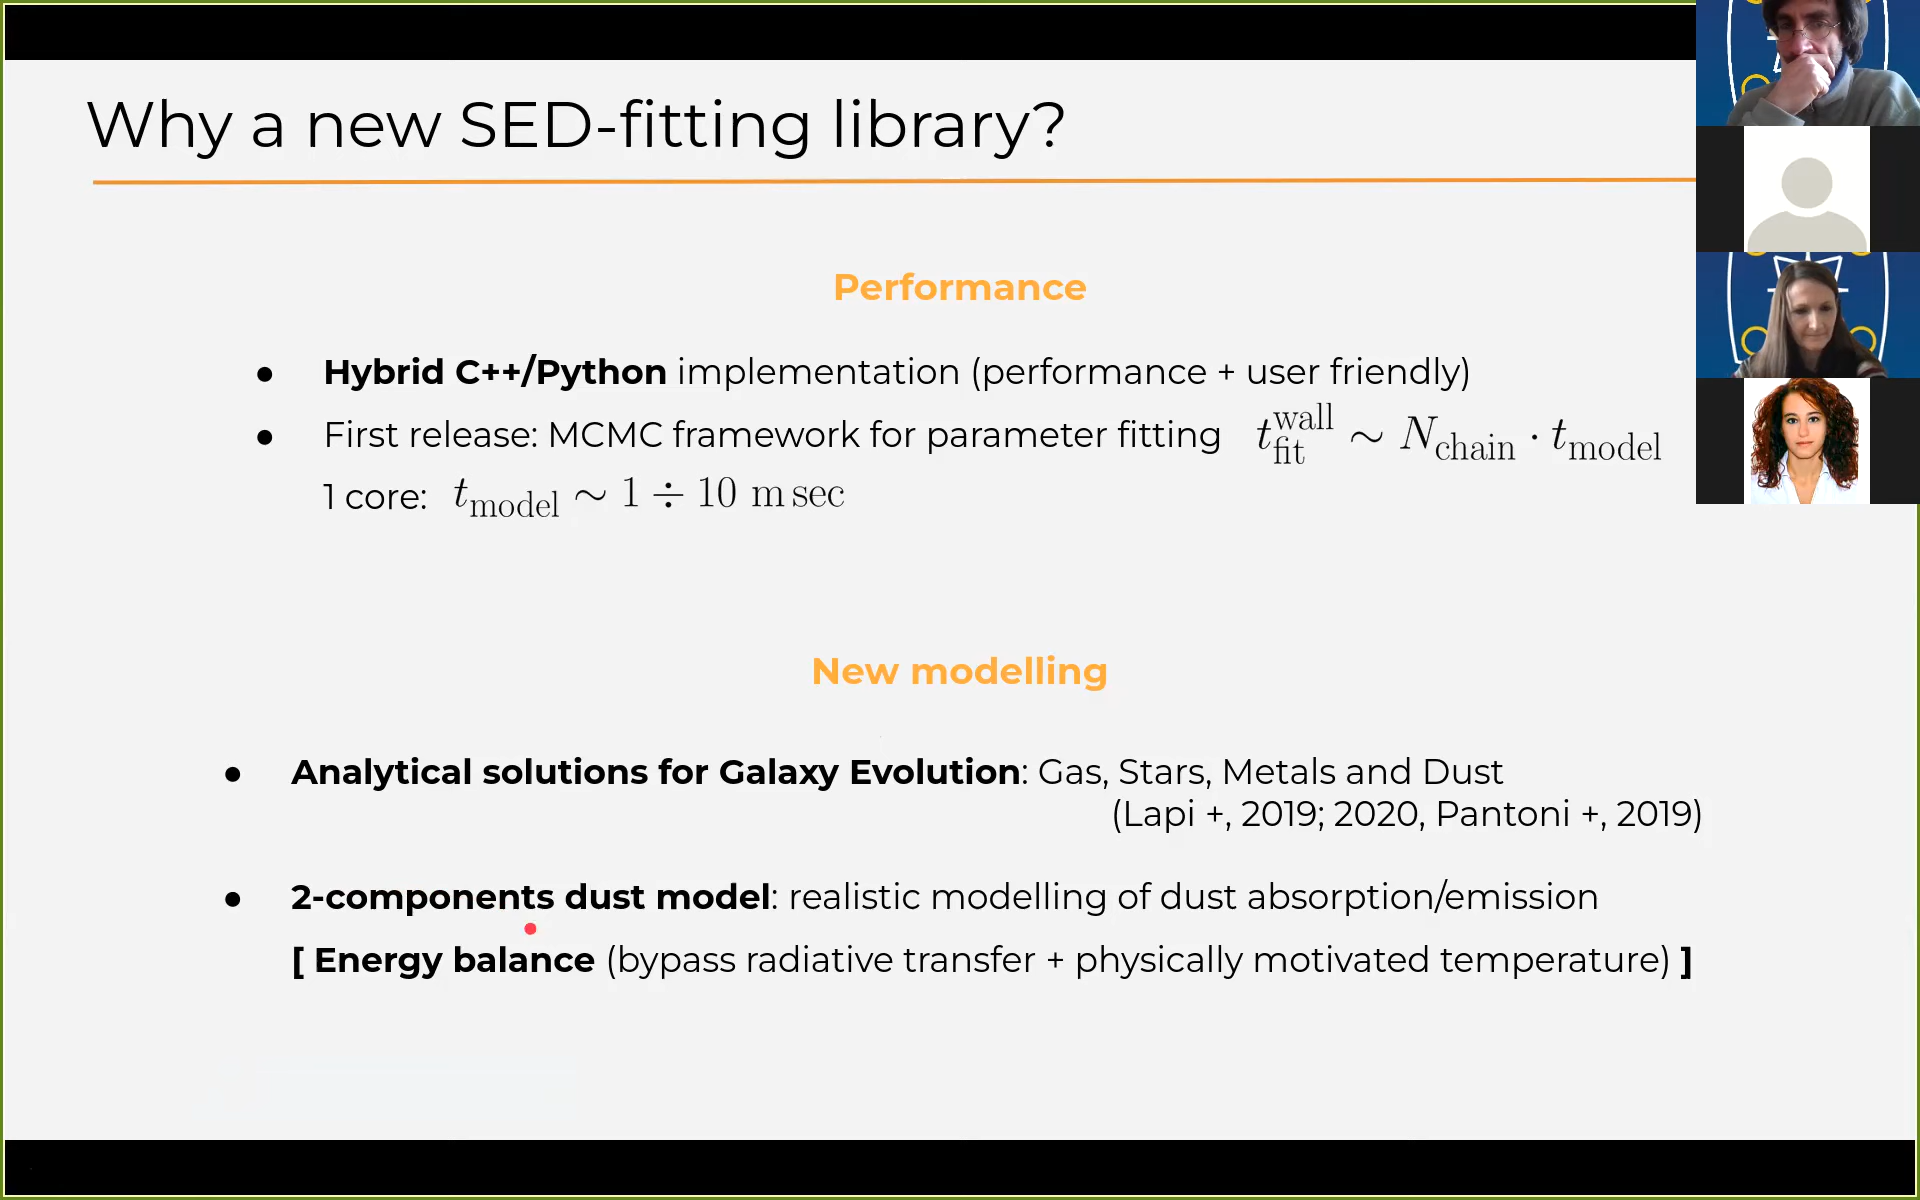 Why a new SED-fitting library?
Performance
● Hybrid C++/Python implementation (performance + user friendly)
● First release: MCMC framework for parameter fitting t_fit^wall ∼ N_chain · t_model
1 core: t_model ∼ 1 ÷ 10 m sec
New modelling
● Analytical solutions for Galaxy Evolution: Gas, Stars, Metals and Dust
(Lapi +, 2019; 2020, Pantoni +, 2019)
● 2-components dust model: realistic modelling of dust absorption/emission
[ Energy balance (bypass radiative transfer + physically motivated temperature) ]